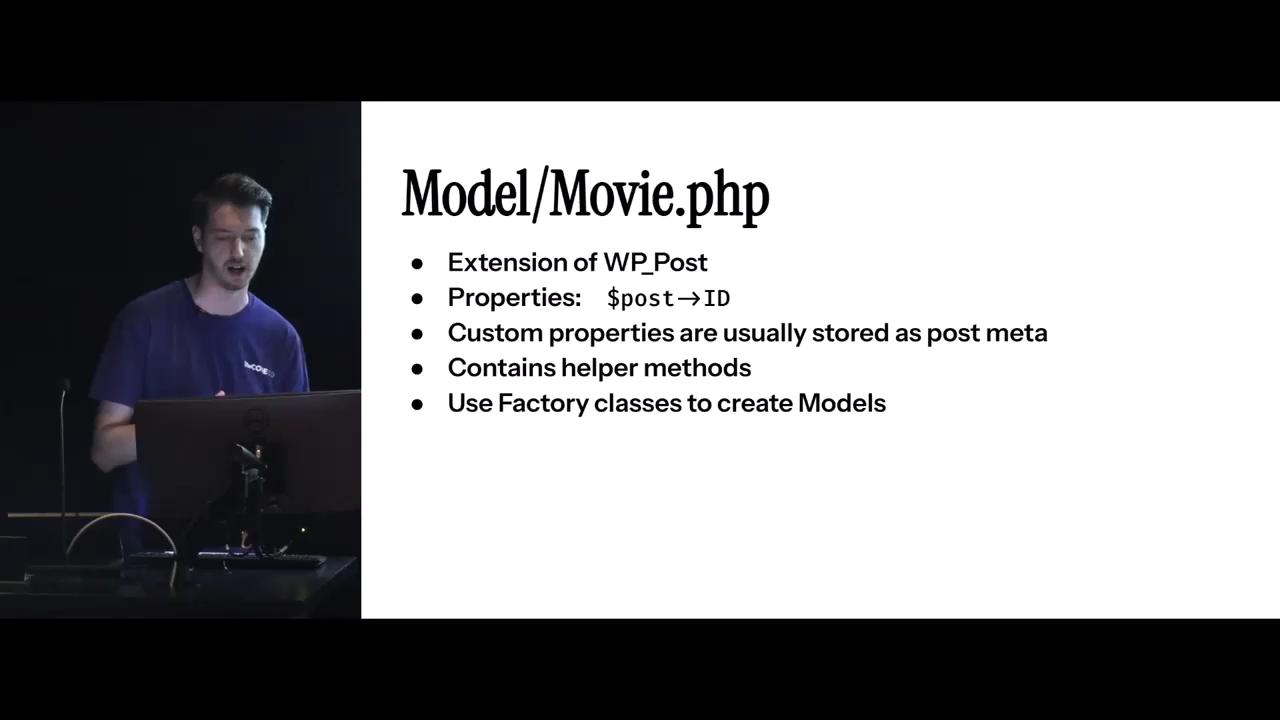 Model/Movie.php
● Extension of WP_Post
● Properties: $post->ID
● Custom properties are usually stored as post meta
● Contains helper methods
● Use Factory classes to create Models